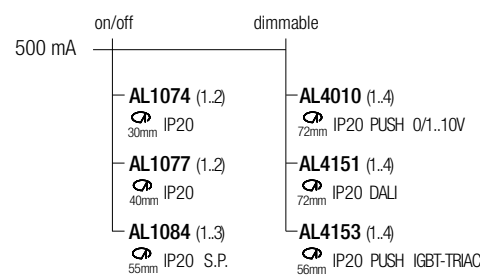 on/off dimmable
500 mA
AL1074 (1..2) AL4010 (1..4)
30mm IP20 72mm IP20 PUSH 0/1..10V
AL1077 (1..2) AL4151 (1..4)
40mm IP20 72mm IP20 DALI
AL1084 (1..3) AL4153 (1..4)
55mm IP20 S.P. 56mm IP20 PUSH IGBT-TRIAC